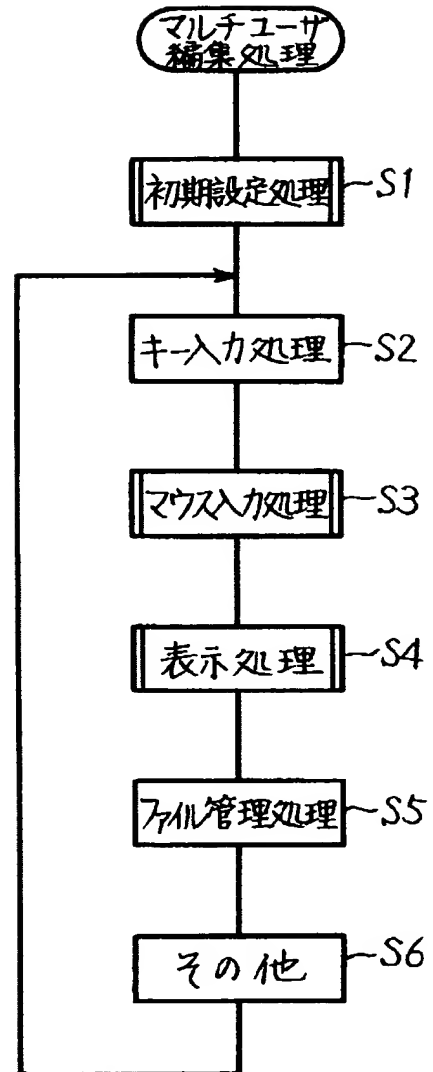 マルチユーザ
編集処理
初期設定処理 S1
キー入力処理 S2
マウス入力処理 S3
表示処理 S4
ファイル管理処理 S5
その他 S6